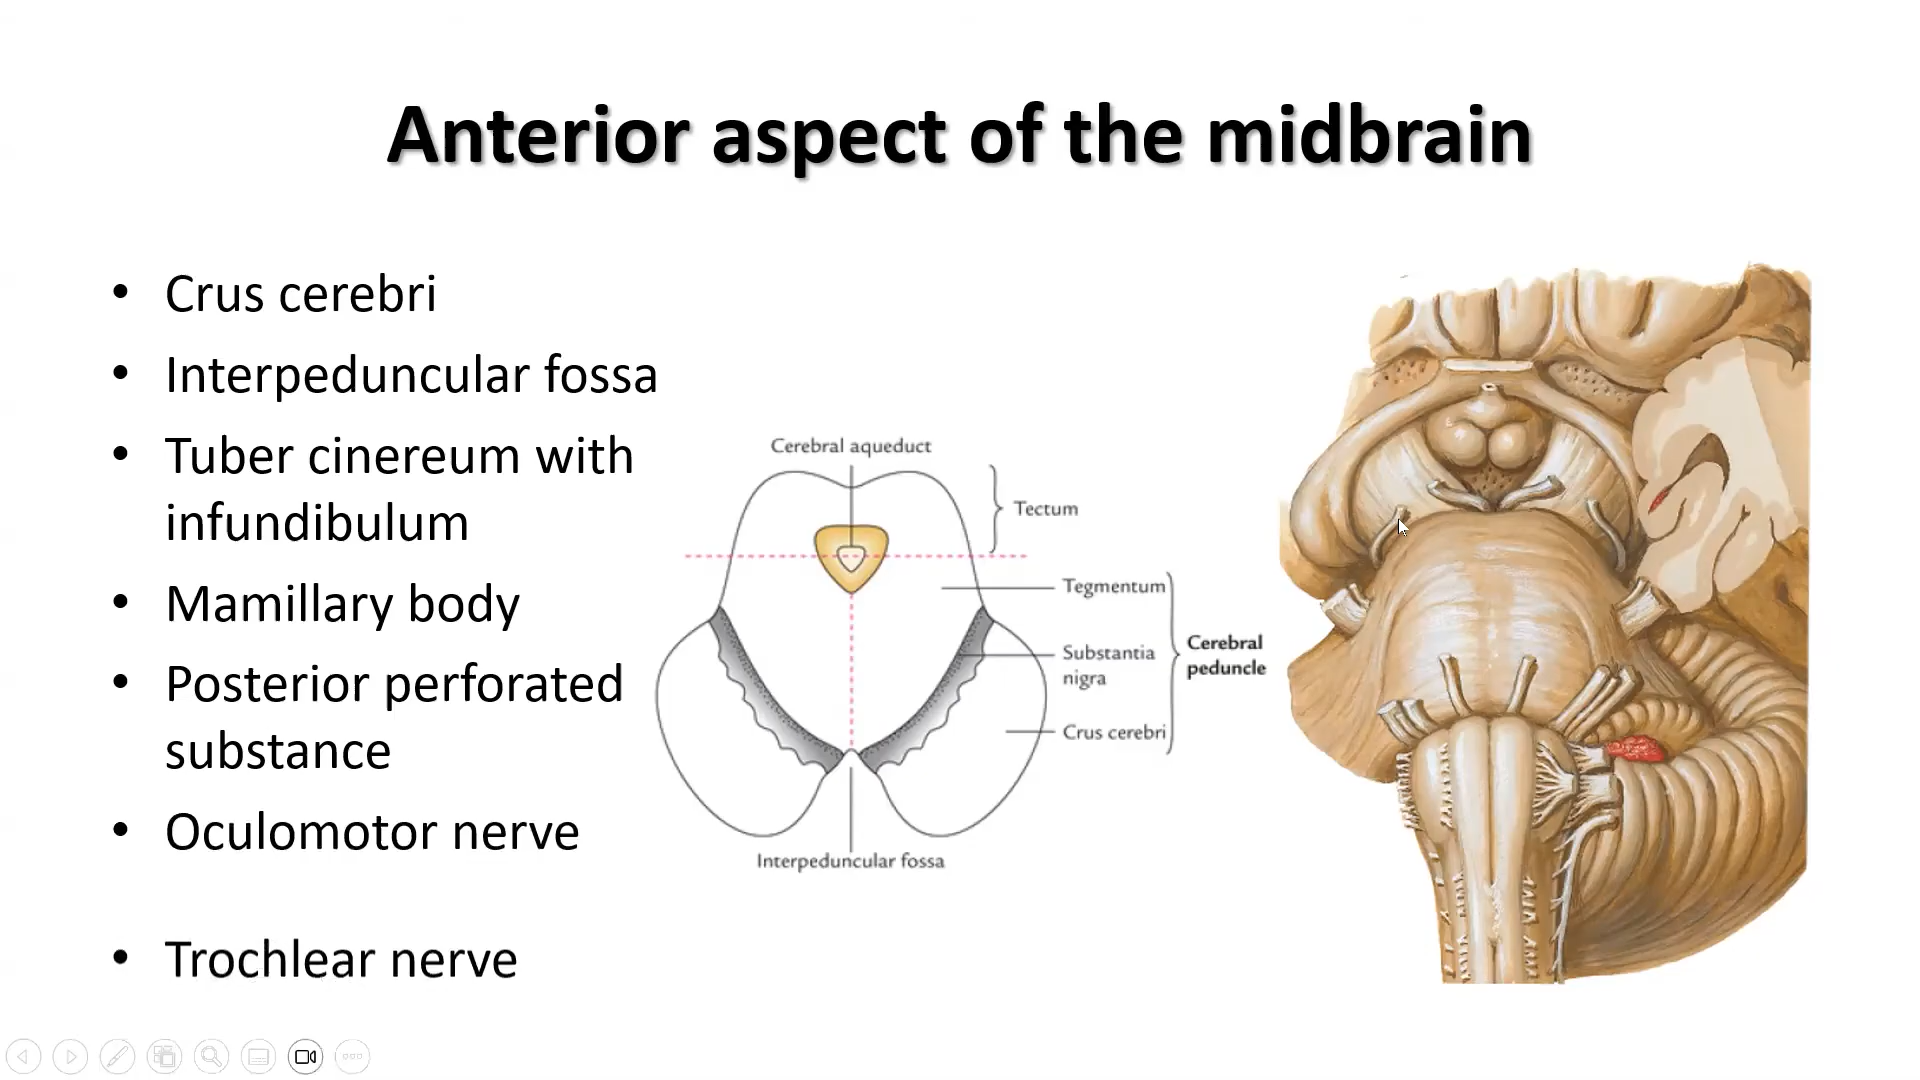 Anterior aspect of the midbrain
• Crus cerebri
• Interpeduncular fossa
• Tuber cinereum with
infundibulum
• Mamillary body
• Posterior perforated
substance
• Oculomotor nerve
• Trochlear nerve
Cerebral aqueduct
Tectum
Tegmentum
Substantia
nigra
Crus cerebri
Cerebral
peduncle
Interpeduncular fossa